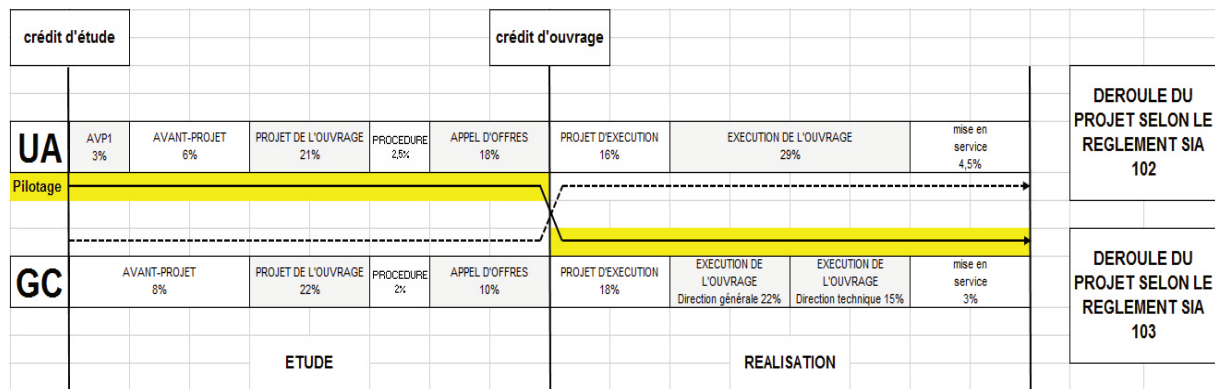 crédit d'étude
crédit d'ouvrage
DEROULE DU
PROJET SELON LE
REGLEMENT SIA
102
UA
AVP1
3%
AVANT-PROJET
6%
PROJET DE L'OUVRAGE
21%
PROCEDURE
2,5%
APPEL D'OFFRES
18%
PROJET D'EXECUTION
16%
EXECUTION DE L'OUVRAGE
29%
mise en
service
4,5%
Pilotage
GC
AVANT-PROJET
8%
PROJET DE L'OUVRAGE
22%
PROCEDURE
2%
APPEL D'OFFRES
10%
PROJET D'EXECUTION
18%
EXECUTION DE
L'OUVRAGE
Direction générale 22%
EXECUTION DE
L'OUVRAGE
Direction technique 15%
mise en
service
3%
DEROULE DU
PROJET SELON LE
REGLEMENT SIA
103
ETUDE
REALISATION